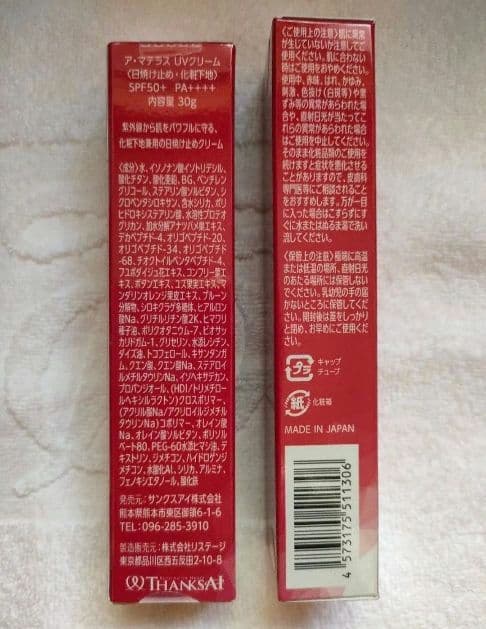 ア・マテラス UVクリーム
〈日焼け止め・化粧下地〉
SPF50+ PA++++
内容量 30g
紫外線から肌をパワフルに守る、
化粧下地兼用の日焼け止めクリーム
〈成分〉水、イソノナン酸イソトリデシル、
酸化チタン、酸化亜鉛、BG、ペンチレン
グリコール、ステアリン酸ソルビタン、シ
クロペンタシロキサン、含水シリカ、ポリ
ヒドロキシステアリン酸、水溶性プロテオ
グリカン、加水分解アナツバメ巣エキス、
デカペプチド-4、オリゴペプチド-20、
オリゴペプチド-34、オリゴペプチド
-68、テオクトイルペンタペプチド-4、
フユボダイジュ花エキス、コンフリー葉エ
キス、ボタンエキス、ユズ果実エキス、マ
ンダリンオレンジ果皮エキス、プルーン
分解物、シロキクラゲ多糖体、ヒアルロン
酸Na、グリチルリチン酸2K、ヒマワリ
種子油、ポリクオタニウム-7、ビオサッ
カリドガム-1、グリセリン、水添レシチン、
ダイズ油、トコフェロール、キサンタンガ
ム、クエン酸、クエン酸Na、ステアロイ
ルメチルタウリンNa、イソヘキサデカン、
プロパンジオール、(HDI/トリメチロ
ールヘキシルラクトン)クロスポリマー、
(アクリル酸Na/アクリロイルジメチル
タウリンNa)コポリマー、オレイン酸
Na、オレイン酸ソルビタン、ポリソル
ベート80、PEG-60水添ヒマシ油、デ
キストリン、ジメチコン、ハイドロゲンジ
メチコン、水酸化Al、シリカ、アルミナ、
フェノキシエタノール、酸化鉄
発売元:サンクスアイ株式会社
熊本県熊本市東区御領6-1-6
TEL:096-285-3910
製造販売元:株式会社リステージ
東京都品川区西五反田2-10-8
THANKSAI
〈ご使用上の注意〉肌に異常
が生じていないか注意してご
使用ください。肌に合わない
時はご使用をおやめください。
使用中、赤味、はれ、かゆみ、
刺激、色抜け(白斑等)や黒
ずみ等の異常があらわれた場
合や、直射日光が当たってこ
れらの異常があらわれた場合
はご使用を中止してください。
そのまま化粧品類のご使用を
続けますと症状を悪化させる
ことがありますので、皮膚科
専門医等にご相談されること
をおすすめします。万が一目
に入った場合はこすらずにす
ぐに水またはぬるま湯で洗い
流してください。
〈保管上の注意〉極端に高温
または低温の場所、直射日光
のあたる場所には保管しない
でください。乳幼児の手の届
かないところに保管してくだ
さい。開封後は蓋をしっかり
と閉め、お早めにご使用くだ
さい。
プラ
キャップ
チューブ
紙
化粧箱
MADE IN JAPAN
4 573175 511306